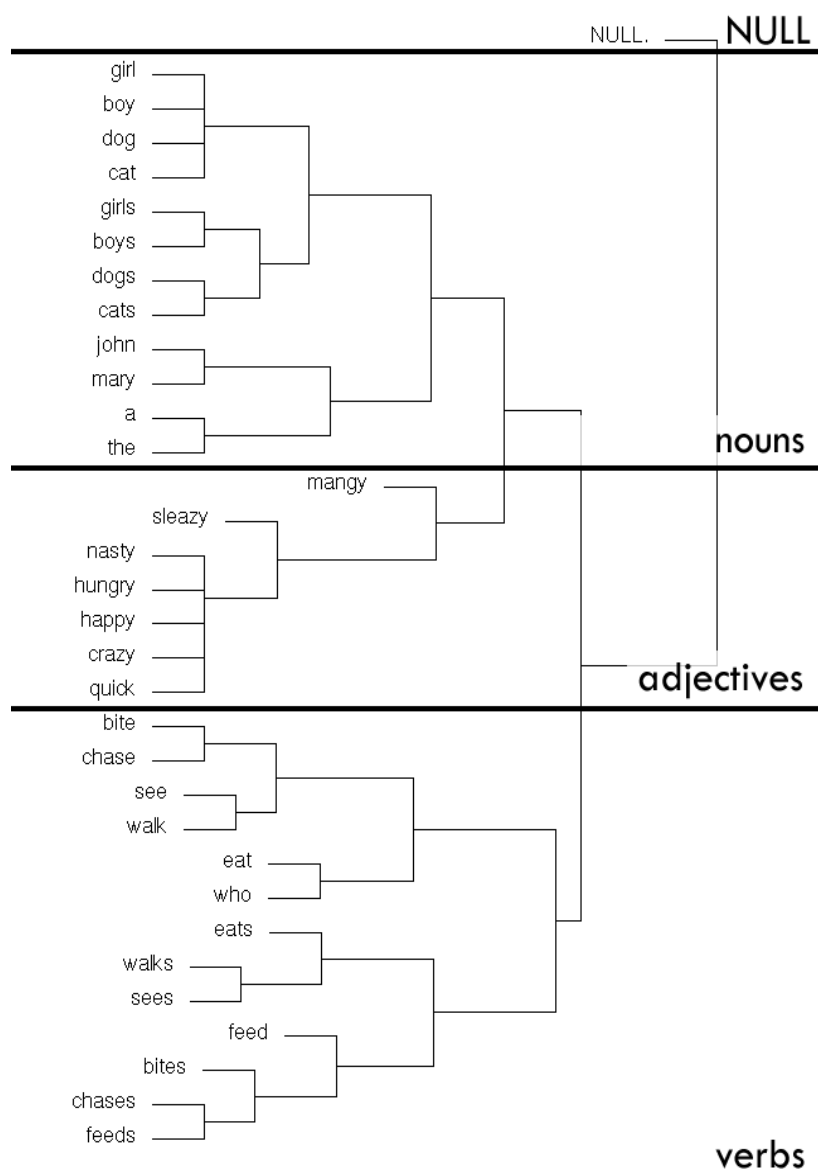 NULL. NULL
girl
boy
dog
cat
girls
boys
dogs
cats
john
mary
a
the
nouns
mangy
sleazy
nasty
hungry
happy
crazy
quick
adjectives
bite
chase
see
walk
eat
who
eats
walks
sees
feed
bites
chases
feeds
verbs